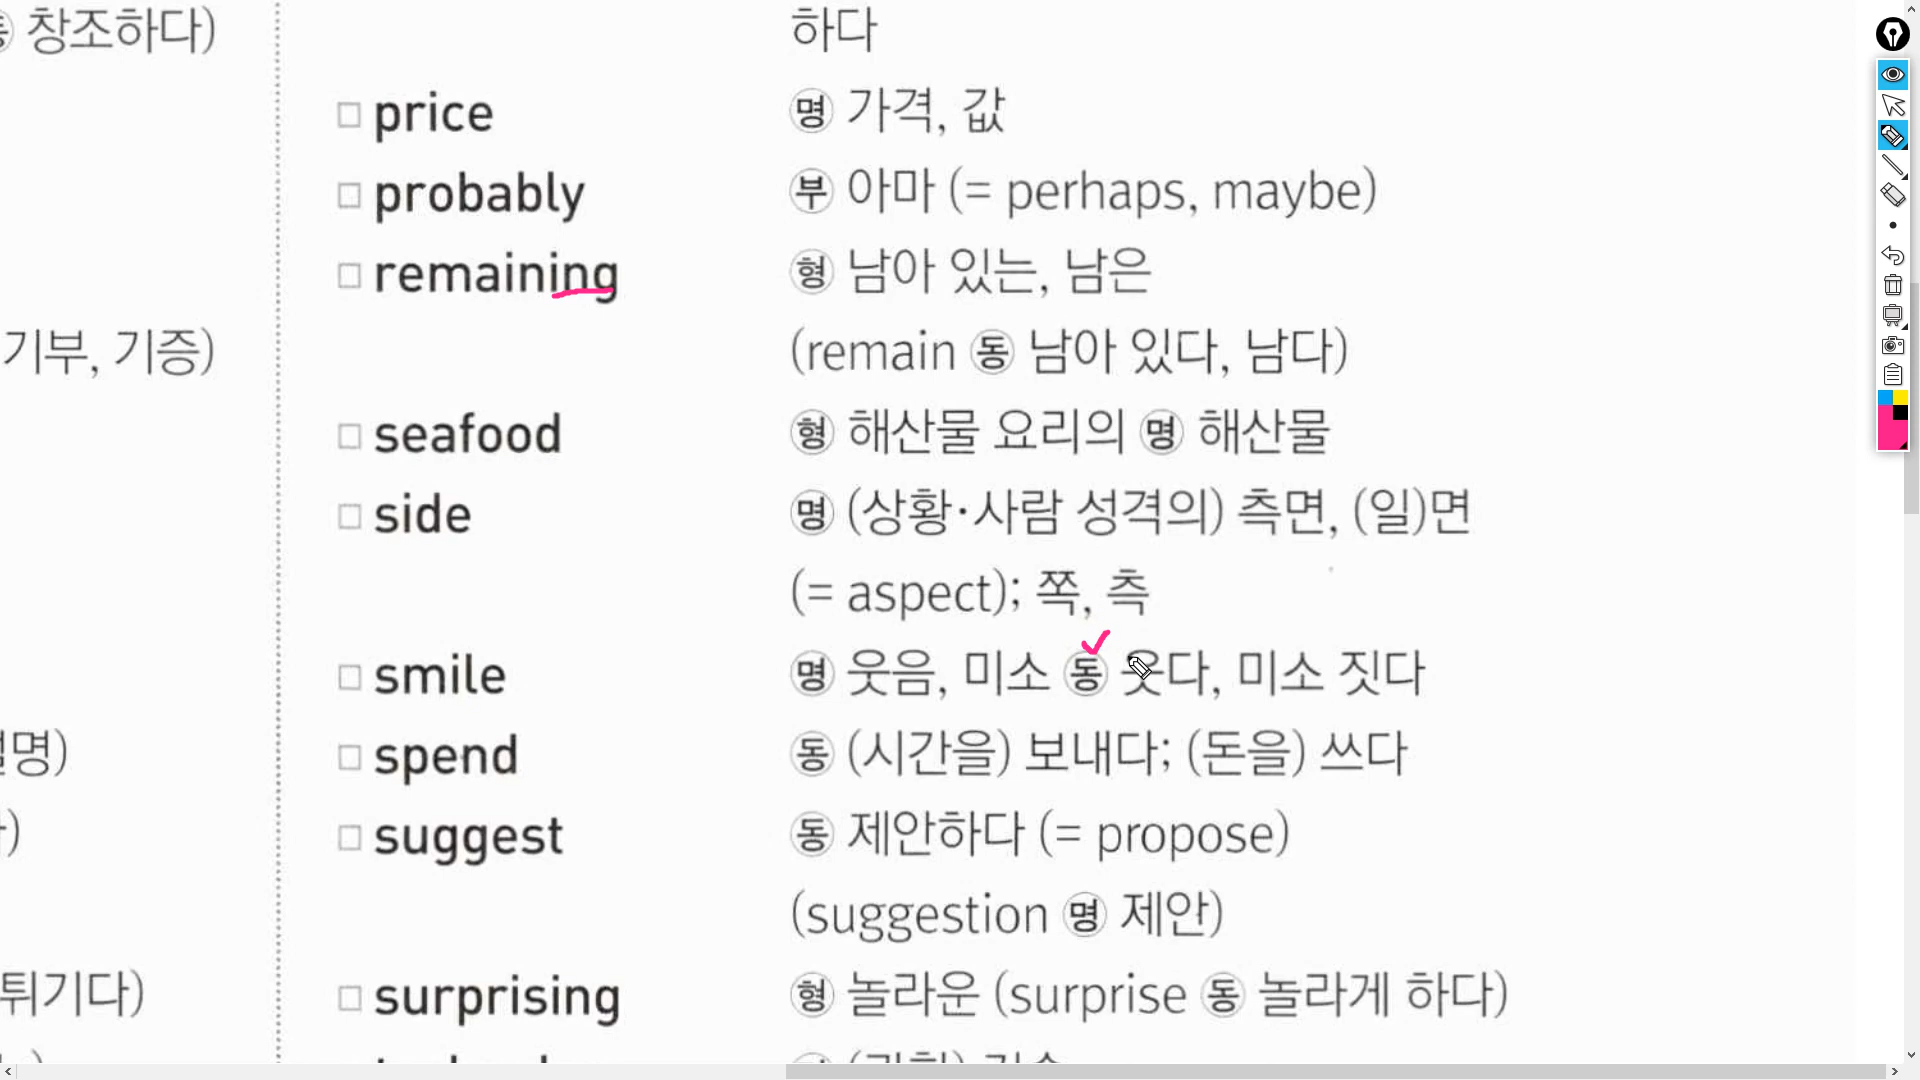 창조하다)
하다
price 명 가격, 값
probably 부 아마 (= perhaps, maybe)
remaining 형 남아 있는, 남은
기부, 기증) (remain 동 남아 있다, 남다)
seafood 형 해산물 요리의 명 해산물
side 명 (상황·사람 성격의) 측면, (일)면
(= aspect); 쪽, 측
smile 명 웃음, 미소 동 웃다, 미소 짓다
spend 동 (시간을) 보내다; (돈을) 쓰다
suggest 동 제안하다 (= propose)
(suggestion 명 제안)
튀기다) surprising 형 놀라운 (surprise 동 놀라게 하다)